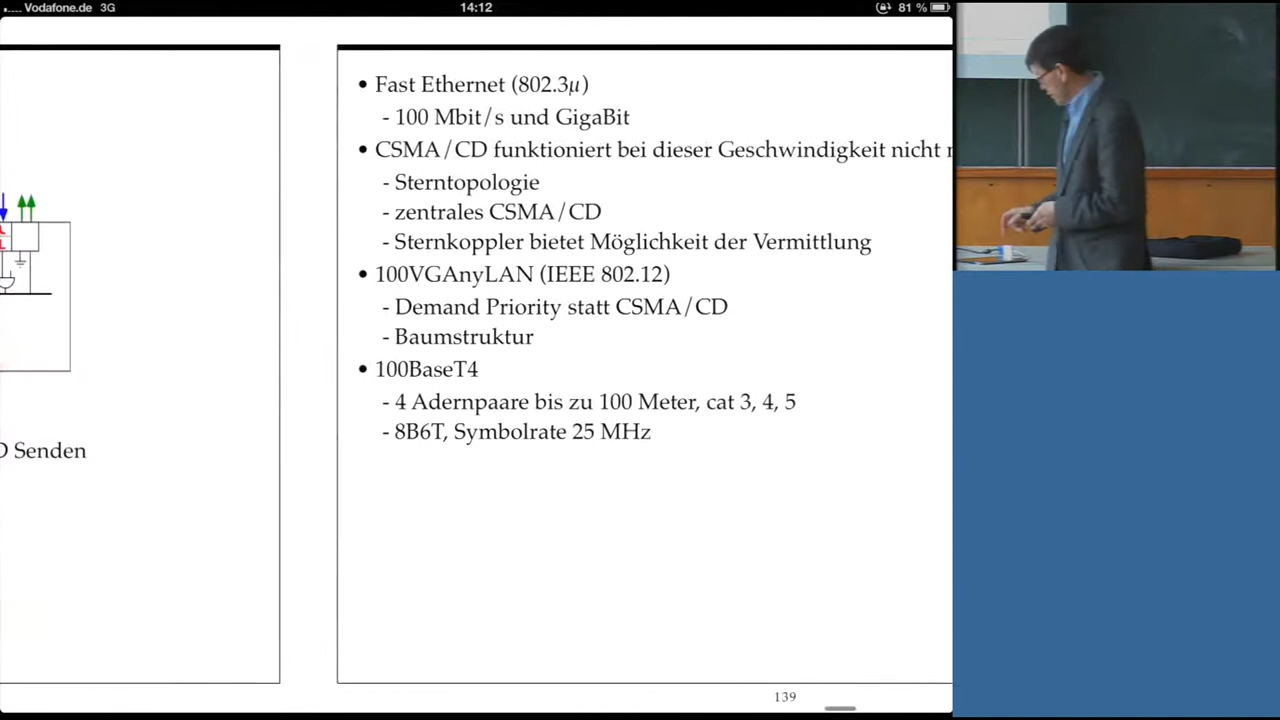 Vodafone.de 3G 14:12 81 %
• Fast Ethernet (802.3μ)
- 100 Mbit/s und GigaBit
• CSMA/CD funktioniert bei dieser Geschwindigkeit nicht
- Sterntopologie
- zentrales CSMA/CD
- Sternkoppler bietet Möglichkeit der Vermittlung
• 100VGAnyLAN (IEEE 802.12)
- Demand Priority statt CSMA/CD
- Baumstruktur
• 100BaseT4
- 4 Adernpaare bis zu 100 Meter, cat 3, 4, 5
- 8B6T, Symbolrate 25 MHz
Senden
139